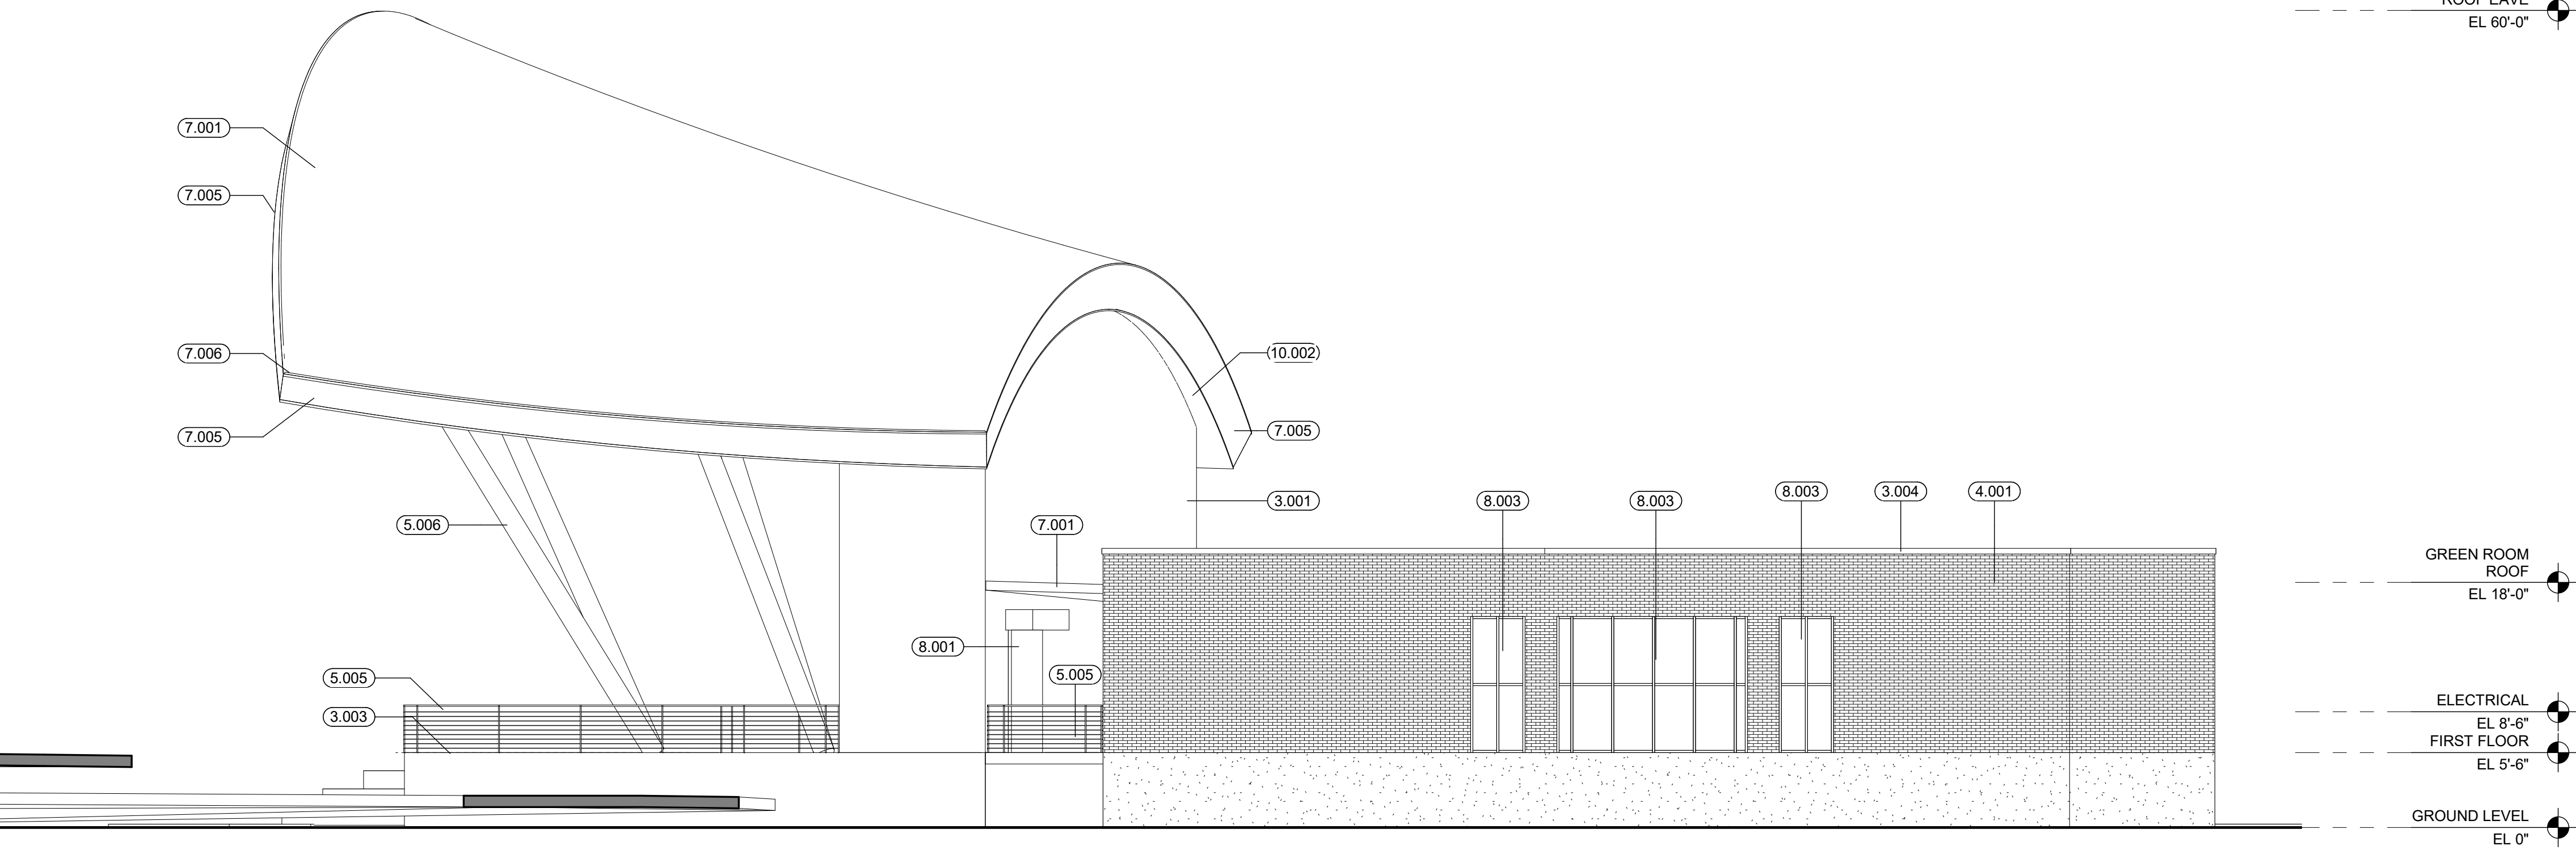 ROOF EAVE
EL 60'-0"
7.001
7.005
7.006
10.002
7.005
7.005
8.003
3.004
4.001
8.003
8.003
3.001
5.006
7.001
GREEN ROOM
ROOF
EL 18'-0"
8.001
5.005
5.005
3.003
ELECTRICAL
EL 8'-6"
FIRST FLOOR
EL 5'-6"
GROUND LEVEL
EL 0"